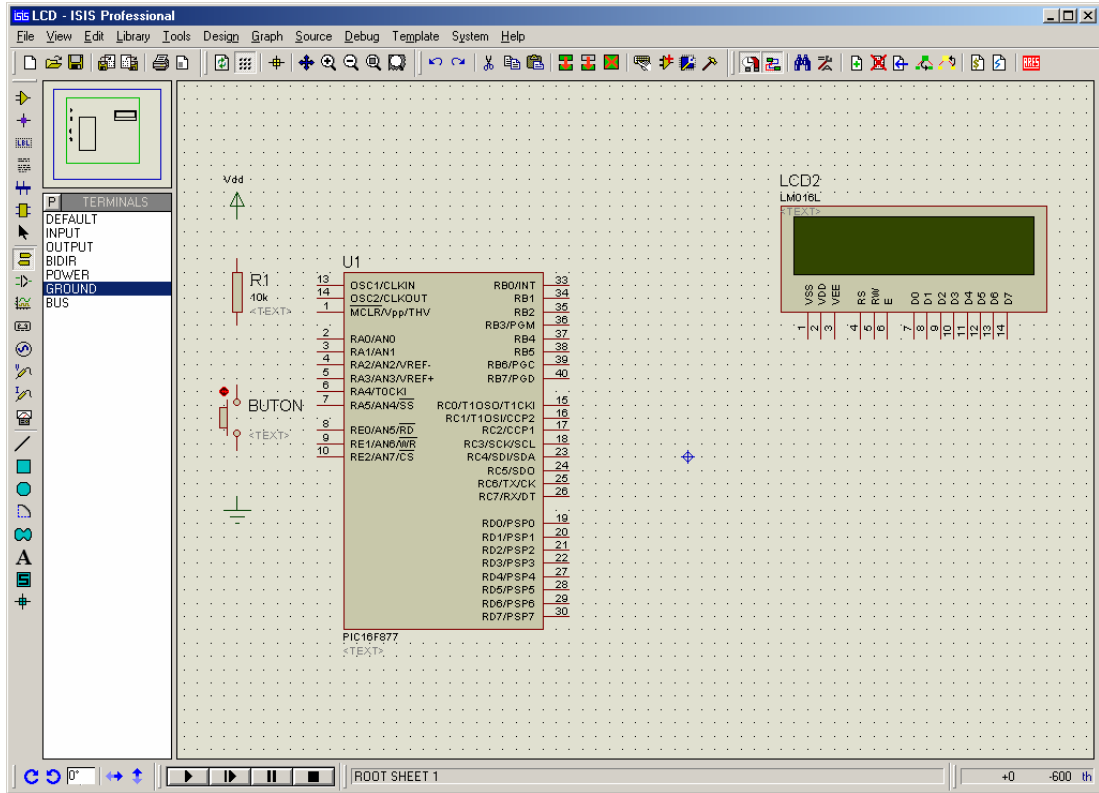 isis LCD - ISIS Professional
File View Edit Library Tools Design Graph Source Debug Template System Help
LBL
ARES
P TERMINALS
DEFAULT
INPUT
OUTPUT
BIDIR
POWER
GROUND
BUS
A
S
V
I
Vdd
R1
10k
<TEXT>
BUTON
<TEXT>
U1
13 OSC1/CLKIN
14 OSC2/CLKOUT
1 MCLR/Vpp/THV
2 RA0/AN0
3 RA1/AN1
4 RA2/AN2/VREF-
5 RA3/AN3/VREF+
6 RA4/T0CKI
7 RA5/AN4/SS
8 RE0/AN5/RD
9 RE1/AN6/WR
10 RE2/AN7/CS
RB0/INT 33
RB1 34
RB2 35
RB3/PGM 36
RB4 37
RB5 38
RB6/PGC 39
RB7/PGD 40
RC0/T1OSO/T1CKI 15
RC1/T1OSI/CCP2 16
RC2/CCP1 17
RC3/SCK/SCL 18
RC4/SDI/SDA 23
RC5/SDO 24
RC6/TX/CK 25
RC7/RX/DT 26
RD0/PSP0 19
RD1/PSP1 20
RD2/PSP2 21
RD3/PSP3 22
RD4/PSP4 27
RD5/PSP5 28
RD6/PSP6 29
RD7/PSP7 30
PIC16F877
<TEXT>
LCD2
LM016L
<TEXT>
VSS VDD VEE RS RW E D0 D1 D2 D3 D4 D5 D6 D7
1 2 3 4 5 6 7 8 9 10 11 12 13 14
0°
ROOT SHEET 1
+0 -600 th